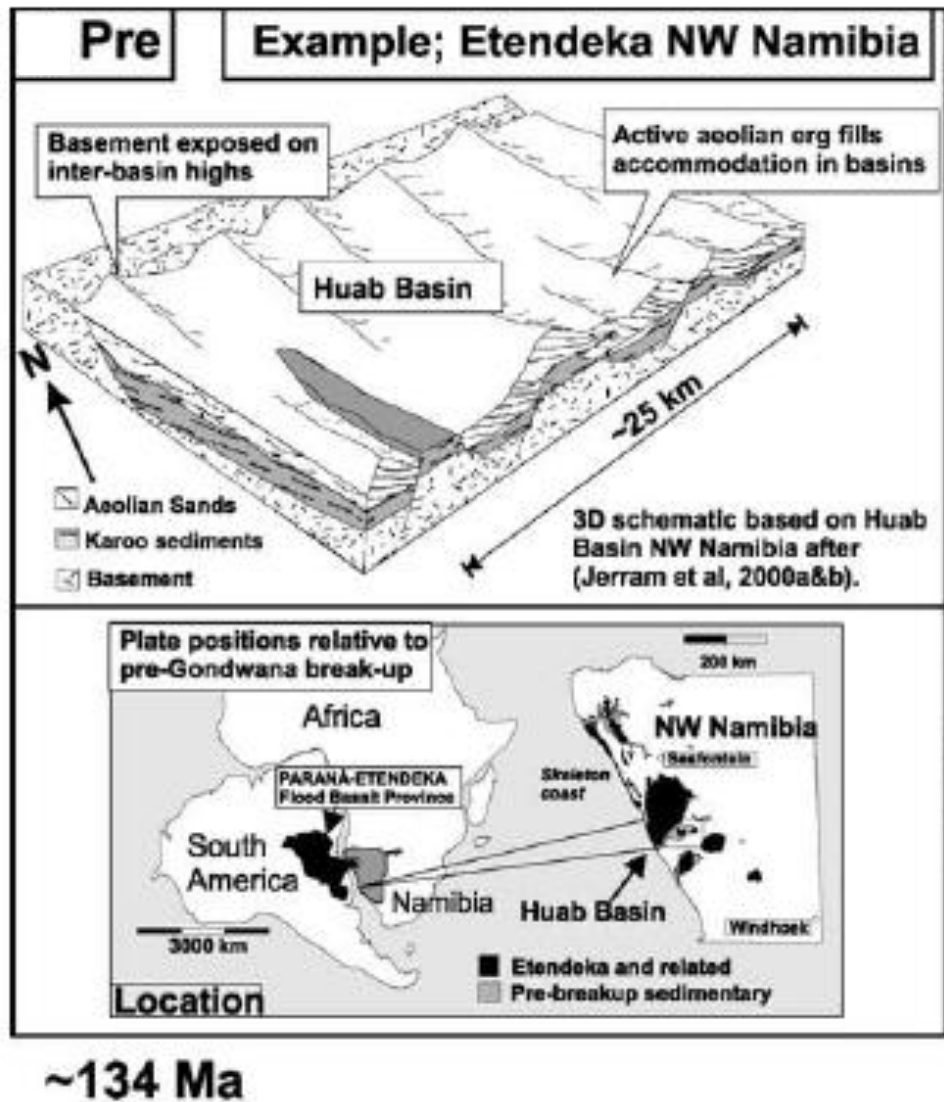 Pre
Example; Etendeka NW Namibia
Basement exposed on
inter-basin highs
Active aeolian erg fills
accommodation in basins
Huab Basin
N
~25 km
Aeolian Sands
Karoo sediments
Basement
3D schematic based on Huab
Basin NW Namibia after
(Jerram et al, 2000a&b).
Plate positions relative to
pre-Gondwana break-up
200 km
Africa
NW Namibia
Sesfontein
PARANÁ-ETENDEKA
Flood Basalt Province
Skeleton
coast
South
America
Namibia
Huab Basin
Windhoek
3000 km
Etendeka and related
Pre-breakup sedimentary
Location
~134 Ma